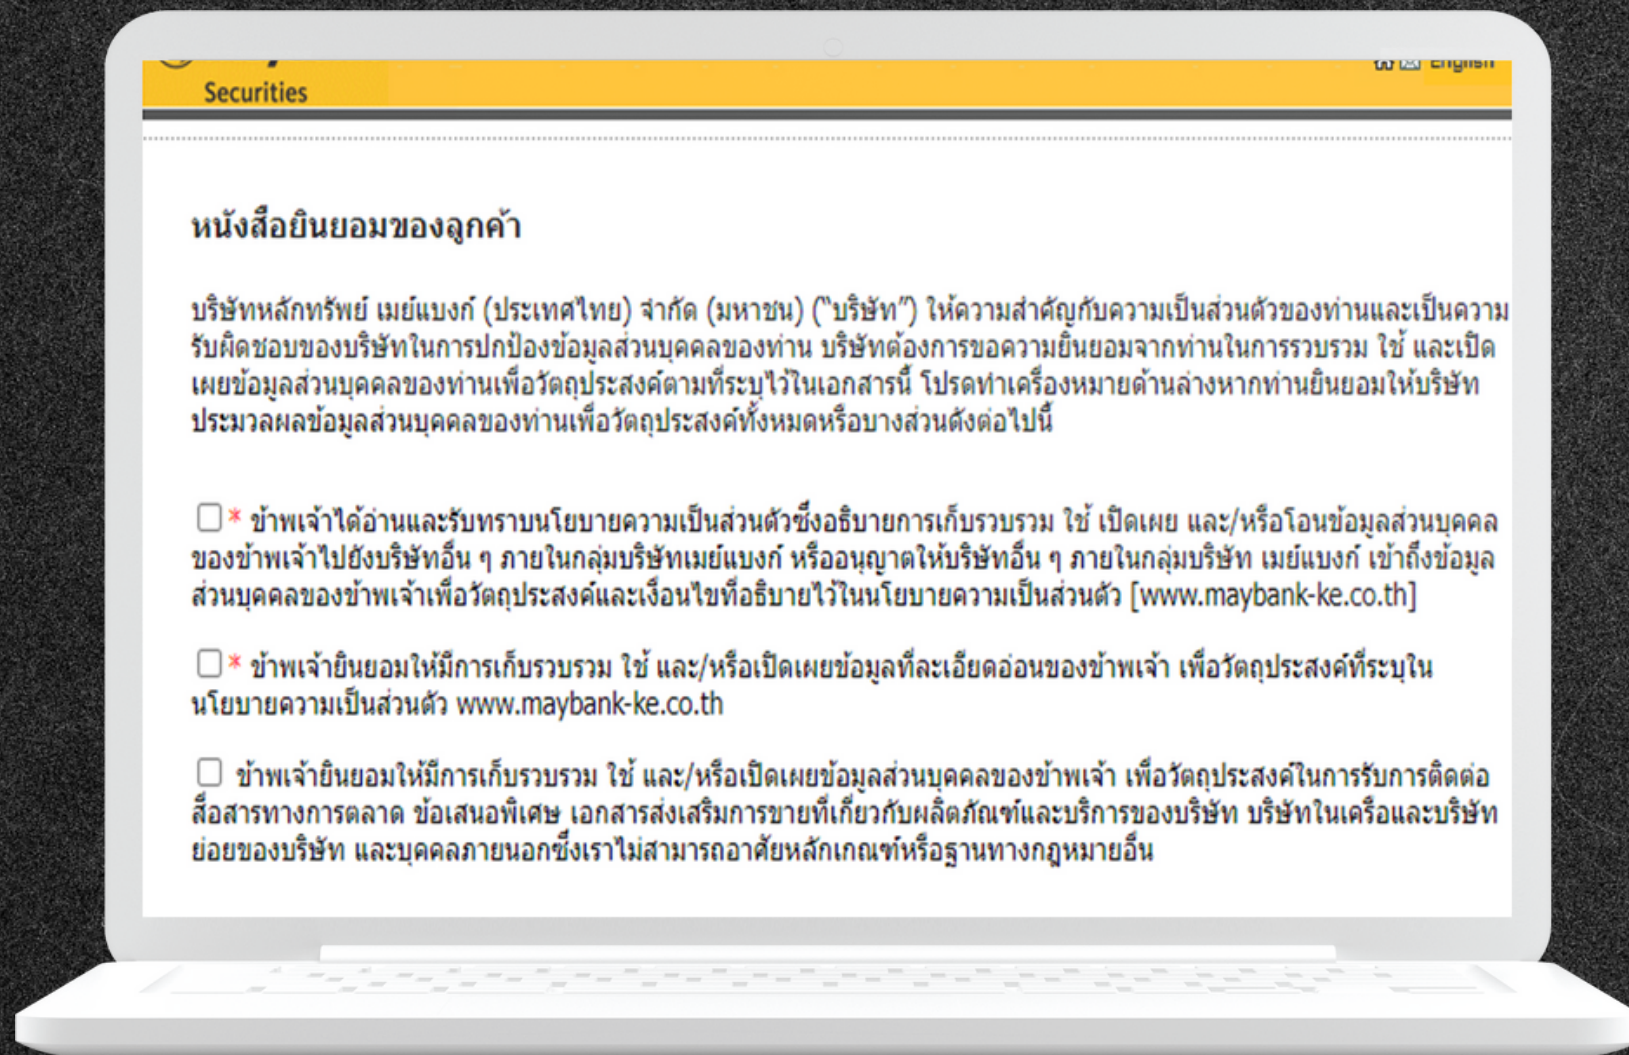 Securities
English
หนังสือยินยอมของลูกค้า
บริษัทหลักทรัพย์ เมย์แบงก์ (ประเทศไทย) จำกัด (มหาชน) (“บริษัท”) ให้ความสำคัญกับความเป็นส่วนตัวของท่านและเป็นความ
รับผิดชอบของบริษัทในการปกป้องข้อมูลส่วนบุคคลของท่าน บริษัทต้องการขอความยินยอมจากท่านในการรวบรวม ใช้ และเปิด
เผยข้อมูลส่วนบุคคลของท่านเพื่อวัตถุประสงค์ตามที่ระบุไว้ในเอกสารนี้ โปรดทำเครื่องหมายด้านล่างหากท่านยินยอมให้บริษัท
ประมวลผลข้อมูลส่วนบุคคลของท่านเพื่อวัตถุประสงค์ทั้งหมดหรือบางส่วนดังต่อไปนี้
* ข้าพเจ้าได้อ่านและรับทราบนโยบายความเป็นส่วนตัวซึ่งอธิบายการเก็บรวบรวม ใช้ เปิดเผย และ/หรือโอนข้อมูลส่วนบุคคล
ของข้าพเจ้าไปยังบริษัทอื่น ๆ ภายในกลุ่มบริษัทเมย์แบงก์ หรืออนุญาตให้บริษัทอื่น ๆ ภายในกลุ่มบริษัท เมย์แบงก์ เข้าถึงข้อมูล
ส่วนบุคคลของข้าพเจ้าเพื่อวัตถุประสงค์และเงื่อนไขที่อธิบายไว้ในนโยบายความเป็นส่วนตัว [www.maybank-ke.co.th]
* ข้าพเจ้ายินยอมให้มีการเก็บรวบรวม ใช้ และ/หรือเปิดเผยข้อมูลที่ละเอียดอ่อนของข้าพเจ้า เพื่อวัตถุประสงค์ที่ระบุใน
นโยบายความเป็นส่วนตัว www.maybank-ke.co.th
ข้าพเจ้ายินยอมให้มีการเก็บรวบรวม ใช้ และ/หรือเปิดเผยข้อมูลส่วนบุคคลของข้าพเจ้า เพื่อวัตถุประสงค์ในการรับการติดต่อ
สื่อสารทางการตลาด ข้อเสนอพิเศษ เอกสารส่งเสริมการขายที่เกี่ยวกับผลิตภัณฑ์และบริการของบริษัท บริษัทในเครือและบริษัท
ย่อยของบริษัท และบุคคลภายนอกซึ่งเราไม่สามารถอาศัยหลักเกณฑ์หรือฐานทางกฎหมายอื่น